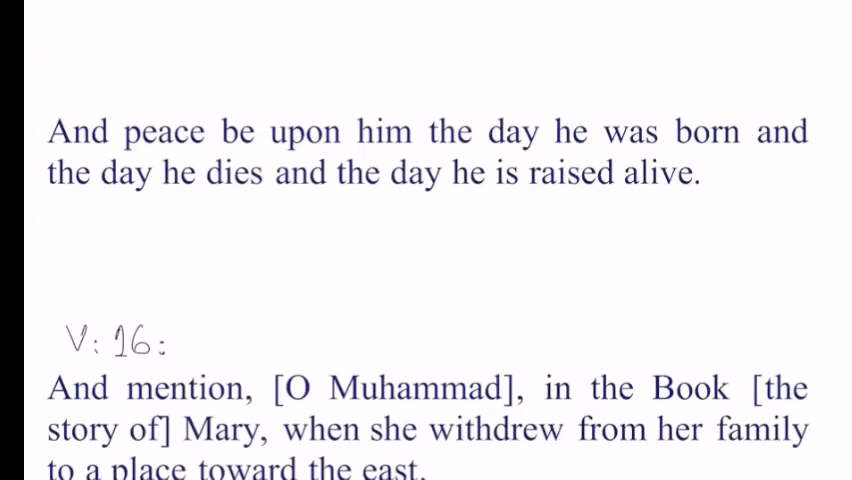 And peace be upon him the day he was born and
the day he dies and the day he is raised alive.
V: 16:
And mention, [O Muhammad], in the Book [the
story of] Mary, when she withdrew from her family
to a place toward the east.